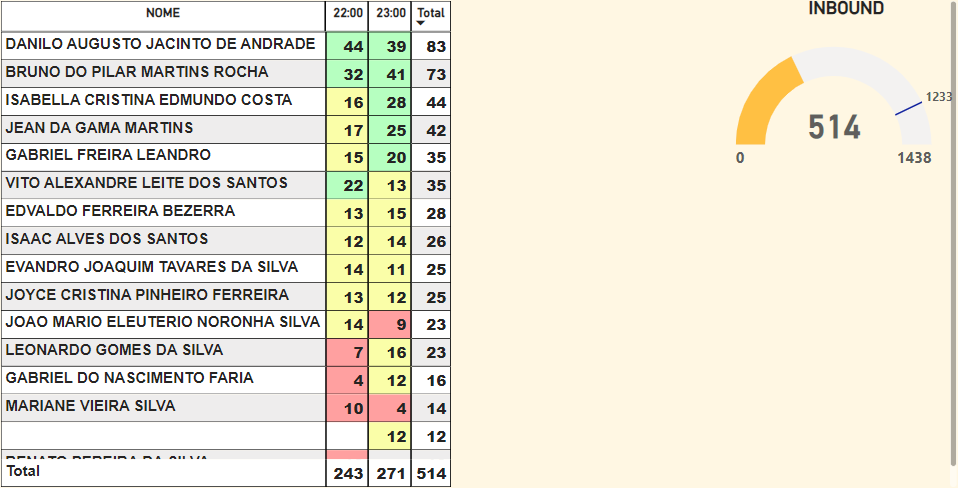 NOME 22:00 23:00 Total
DANILO AUGUSTO JACINTO DE ANDRADE 44 39 83
BRUNO DO PILAR MARTINS ROCHA 32 41 73
ISABELLA CRISTINA EDMUNDO COSTA 16 28 44
JEAN DA GAMA MARTINS 17 25 42
GABRIEL FREIRA LEANDRO 15 20 35
VITO ALEXANDRE LEITE DOS SANTOS 22 13 35
EDVALDO FERREIRA BEZERRA 13 15 28
ISAAC ALVES DOS SANTOS 12 14 26
EVANDRO JOAQUIM TAVARES DA SILVA 14 11 25
JOYCE CRISTINA PINHEIRO FERREIRA 13 12 25
JOAO MARIO ELEUTERIO NORONHA SILVA 14 9 23
LEONARDO GOMES DA SILVA 7 16 23
GABRIEL DO NASCIMENTO FARIA 4 12 16
MARIANE VIEIRA SILVA 10 4 14
12 12
Total 243 271 514
INBOUND
1233
514
0 1438